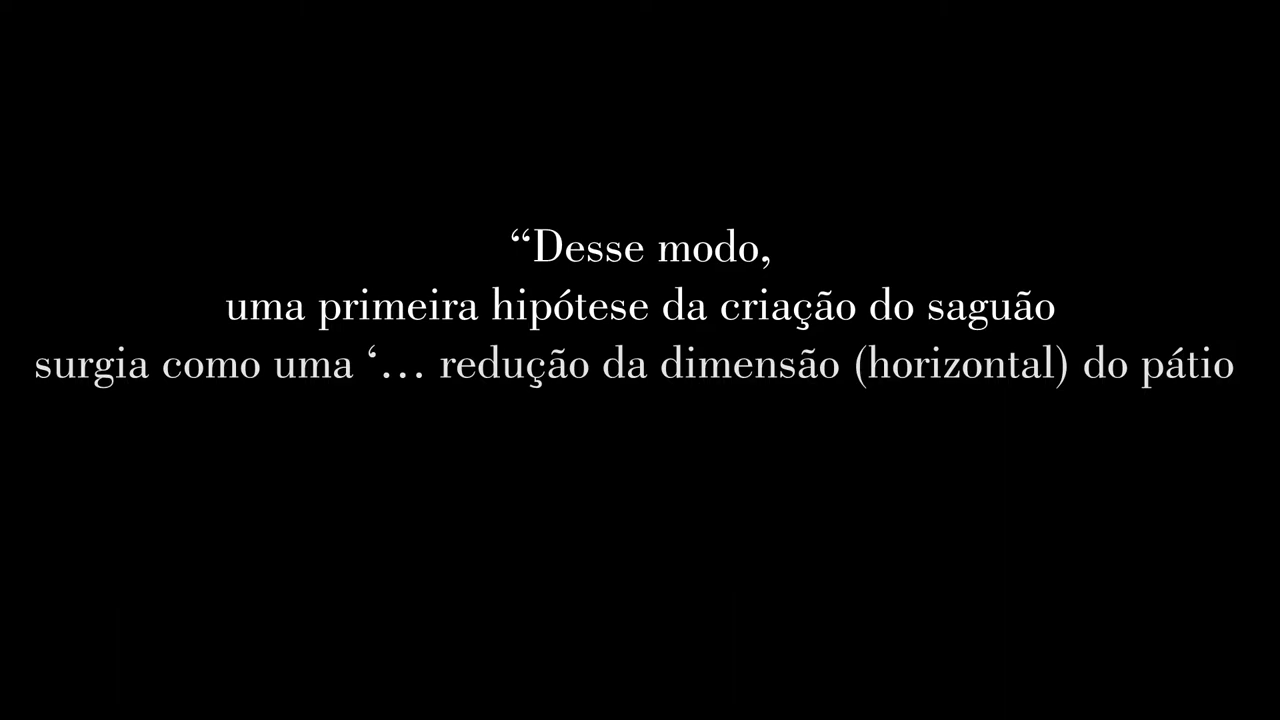 “Desse modo,
uma primeira hipótese da criação do saguão
surgia como uma ‘… redução da dimensão (horizontal) do pátio